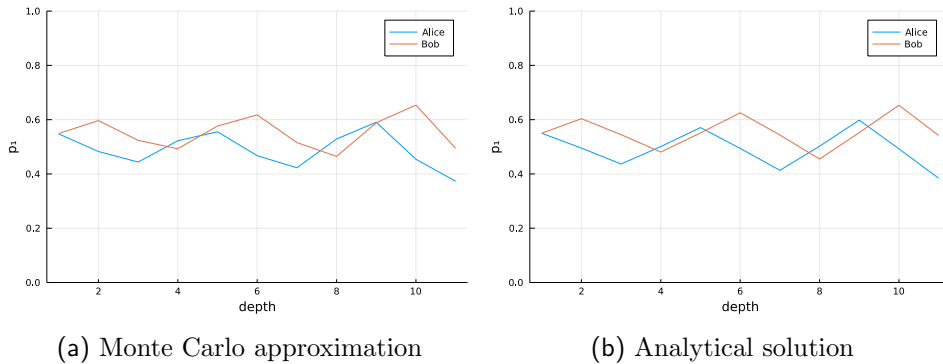 1.0
0.8
0.6
0.4
0.2
0.0
p₁
2 4 6 8 10
depth
Alice
Bob
(a) Monte Carlo approximation
1.0
0.8
0.6
0.4
0.2
0.0
p₁
2 4 6 8 10
depth
Alice
Bob
(b) Analytical solution